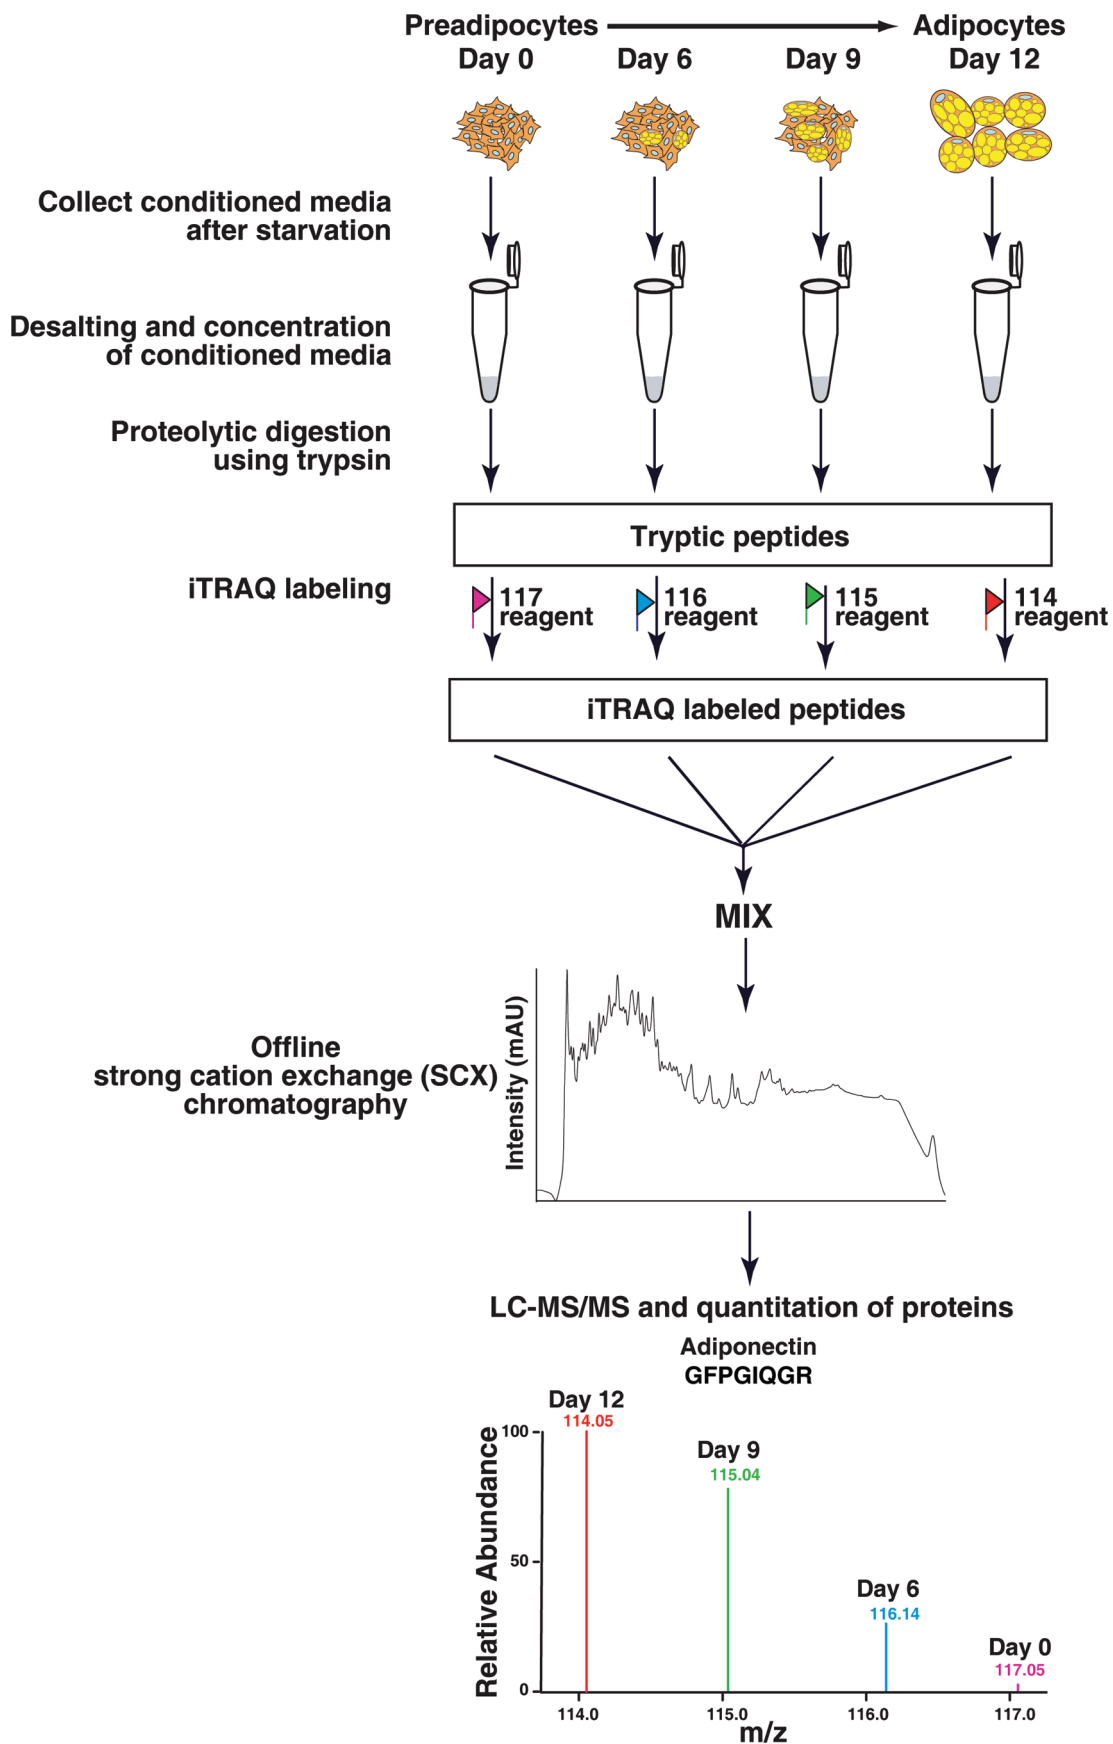 Preadipocytes
Adipocytes
Day 0
Day 6
Day 9
Day 12
Collect conditioned media
after starvation
Desalting and concentration
of conditioned media
Proteolytic digestion
using trypsin
Tryptic peptides
iTRAQ labeling
117
reagent
116
reagent
115
reagent
114
reagent
iTRAQ labeled peptides
MIX
Offline
strong cation exchange (SCX)
chromatography
Intensity (mAU)
LC-MS/MS and quantitation of proteins
Adiponectin
GFPGIQGR
Day 12
114.05
Day 9
115.04
Day 6
116.14
Day 0
117.05
Relative Abundance
100
50
0
114.0
115.0
116.0
117.0
m/z